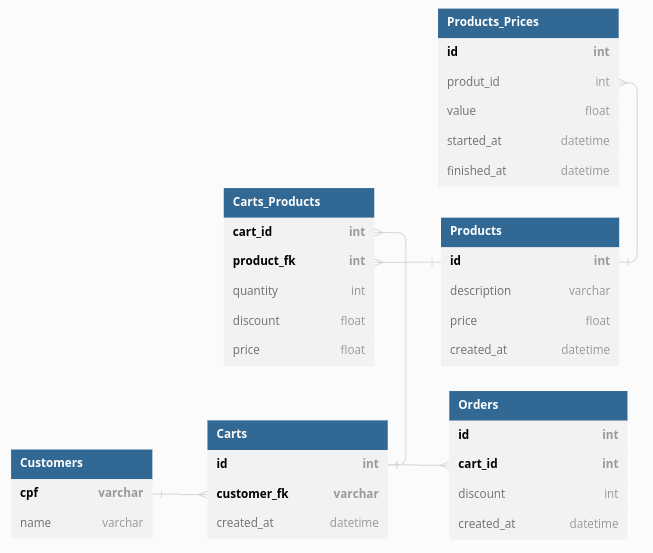 Products_Prices
id int
produt_id int
value float
started_at datetime
finished_at datetime
Carts_Products
cart_id int
product_fk int
quantity int
discount float
price float
Products
id int
description varchar
price float
created_at datetime
Customers
cpf varchar
name varchar
Carts
id int
customer_fk varchar
created_at datetime
Orders
id int
cart_id int
discount int
created_at datetime